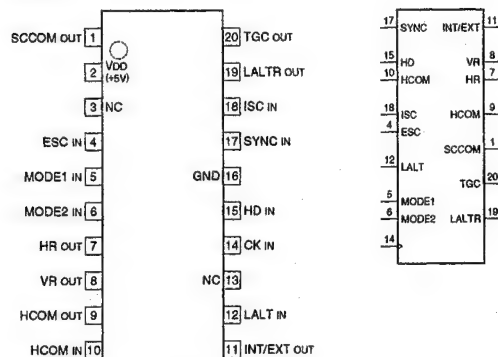 SCCOM OUT 1
20 TGC OUT
2 VDD (+5V)
19 LALTR OUT
3 NC
18 ISC IN
ESC IN 4
17 SYNC IN
MODE1 IN 5
GND 16
MODE2 IN 6
15 HD IN
HR OUT 7
14 CK IN
VR OUT 8
NC 13
HCOM OUT 9
12 LALT IN
HCOM IN 10
11 INT/EXT OUT
17 SYNC INT/EXT 11
15 HD VR 8
10 HCOM HR 7
18 ISC HCOM 9
4 ESC
SCCOM 1
12 LALT
TGC 20
5 MODE1
6 MODE2 LALTR 19
14